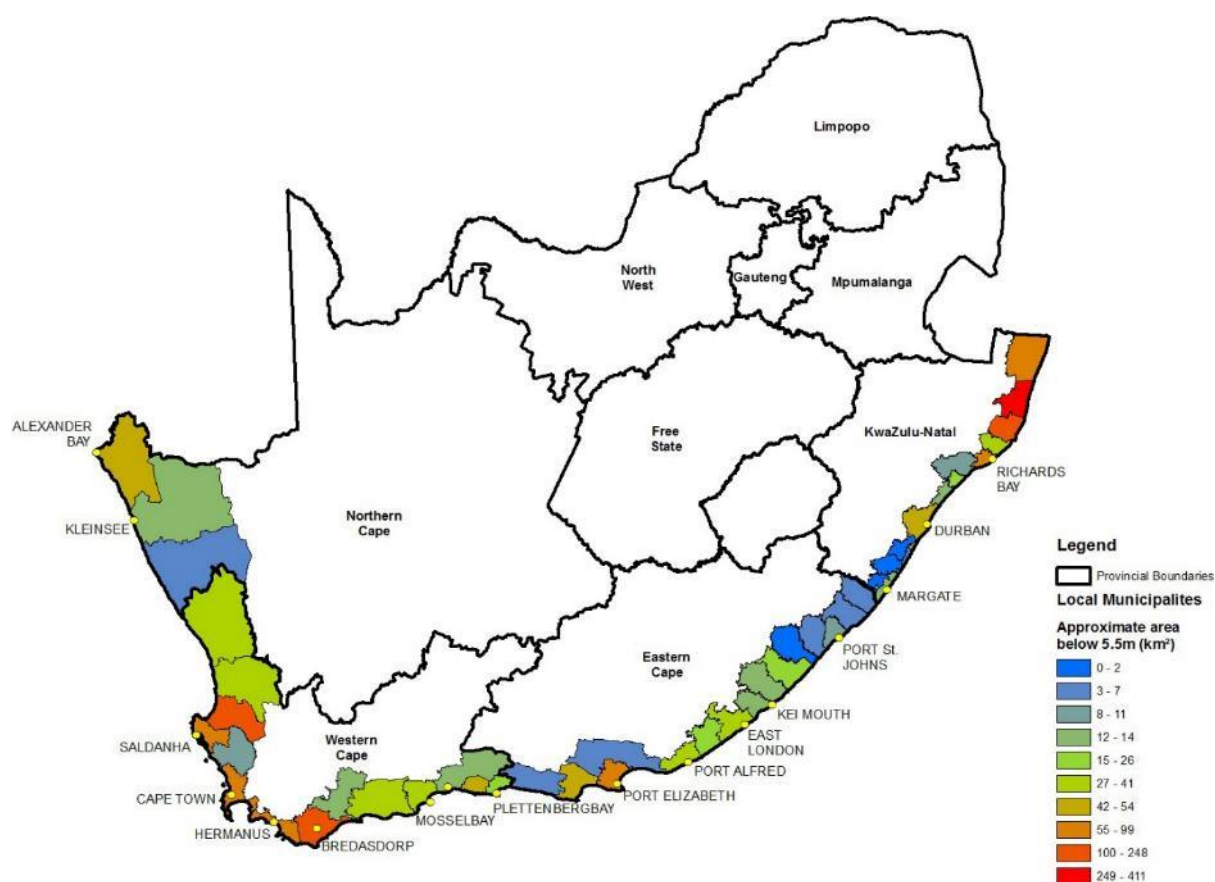 Limpopo
North
West
Gauteng
Mpumalanga
ALEXANDER
BAY
Free
State
KwaZulu-Natal
RICHARDS
BAY
KLEINSEE
Northern
Cape
DURBAN
MARGATE
PORT St.
JOHNS
Eastern
Cape
KEI MOUTH
EAST
LONDON
SALDANHA
Western
Cape
PORT ALFRED
CAPE TOWN
PORT ELIZABETH
PLETTENBERGBAY
MOSSELBAY
HERMANUS
BREDASDORP
Legend
Provincial Boundaries
Local Municipalites
Approximate area
below 5.5m (km²)
0 - 2
3 - 7
8 - 11
12 - 14
15 - 26
27 - 41
42 - 54
55 - 99
100 - 248
249 - 411